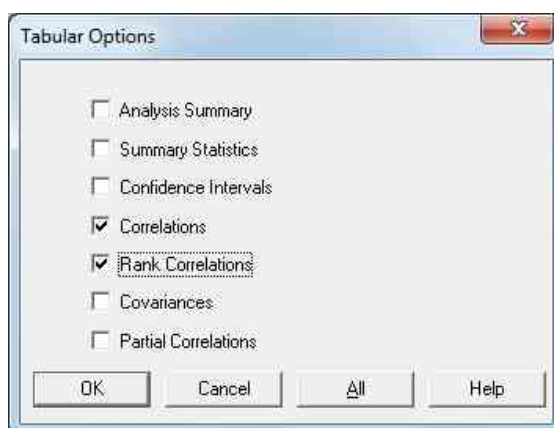 Tabular Options
Analysis Summary
Summary Statistics
Confidence Intervals
Correlations
Rank Correlations
Covariances
Partial Correlations
OK Cancel All Help